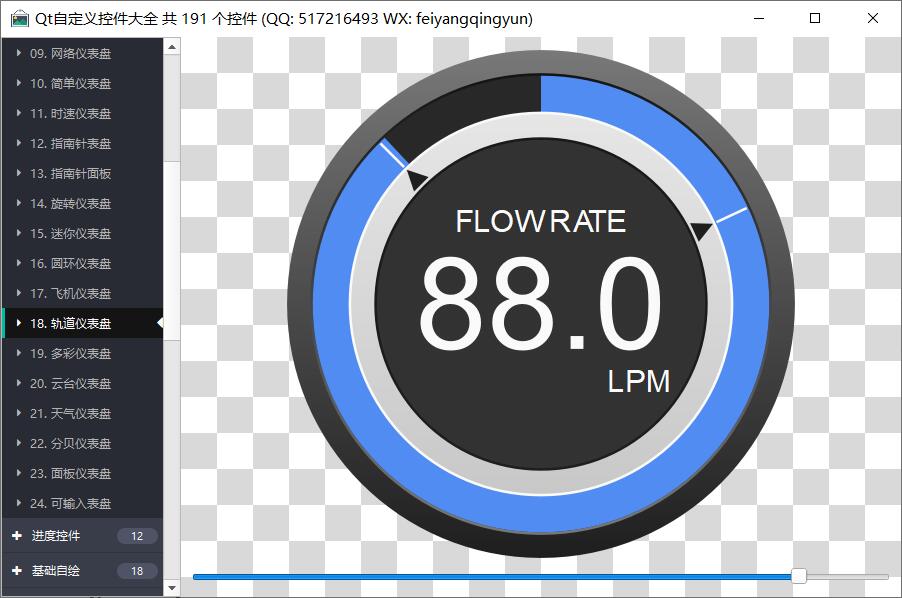 Qt自定义控件大全 共 191 个控件 (QQ: 517216493 WX: feiyangqingyun)
09. 网络仪表盘
10. 简单仪表盘
11. 时速仪表盘
12. 指南针表盘
13. 指南针面板
14. 旋转仪表盘
15. 迷你仪表盘
16. 圆环仪表盘
17. 飞机仪表盘
18. 轨道仪表盘
19. 多彩仪表盘
20. 云台仪表盘
21. 天气仪表盘
22. 分贝仪表盘
23. 面板仪表盘
24. 可输入表盘
进度控件 12
基础自绘 18
FLOWRATE
88.0
LPM